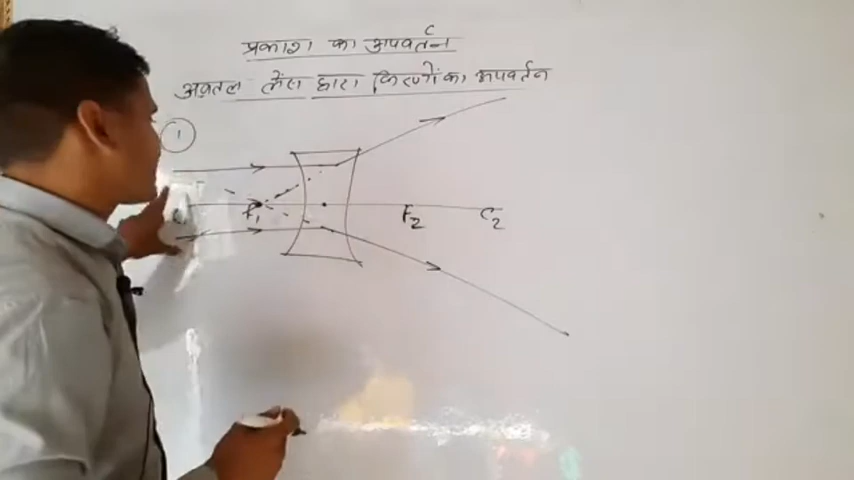 प्रकाश का अपवर्तन
अवतल लेंस द्वारा किरणों का अपवर्तन
1
F₁ F₂ C₂